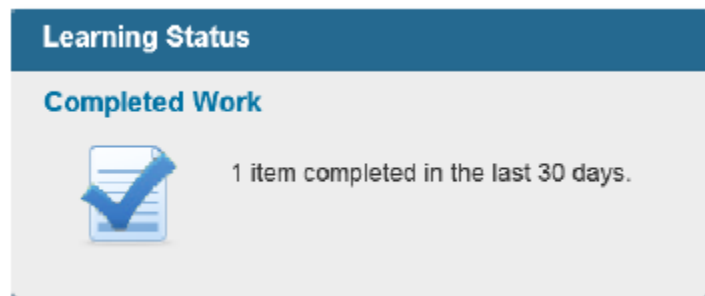 Learning Status
Completed Work
1 item completed in the last 30 days.